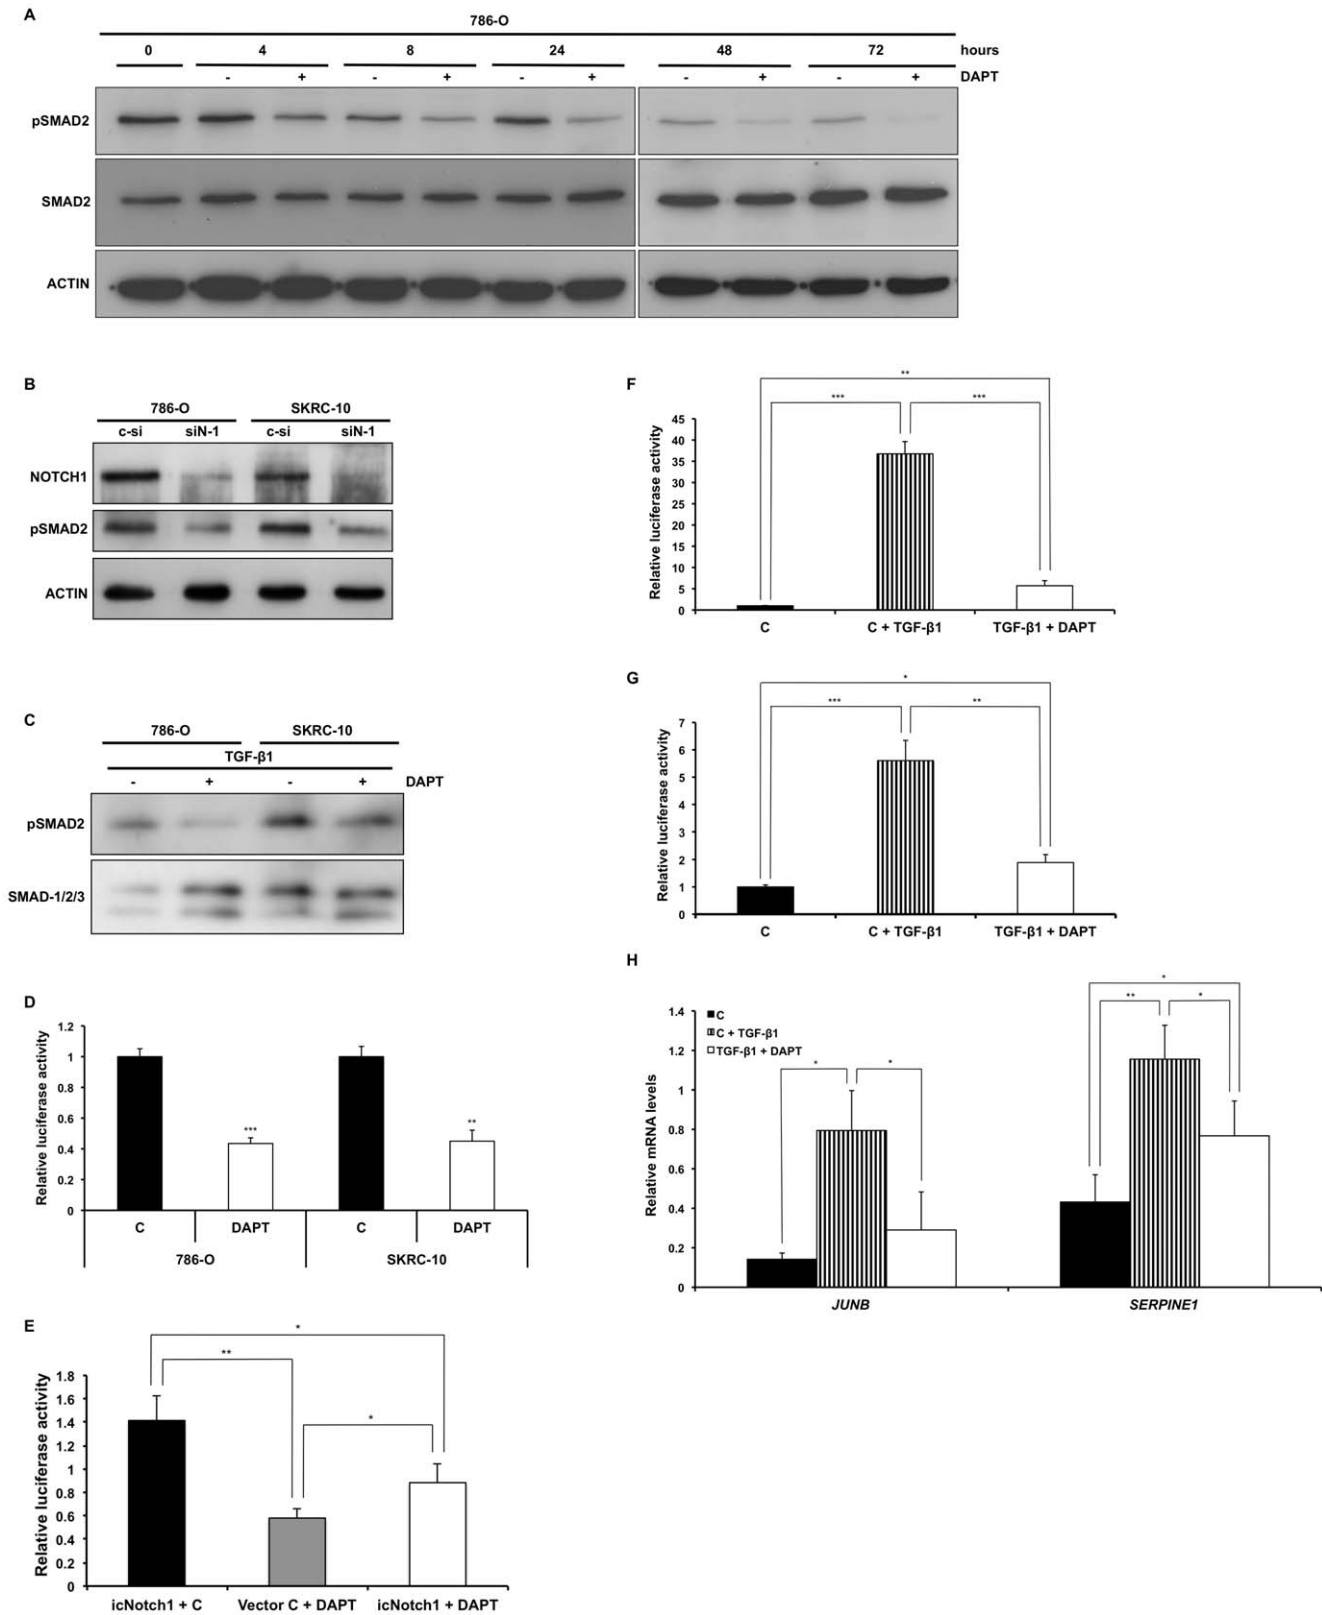 A
786-O
0 4 8 24 48 72 hours
- + - + - + - + - + DAPT
pSMAD2
SMAD2
ACTIN
B
786-O SKRC-10
c-si siN-1 c-si siN-1
NOTCH1
pSMAD2
ACTIN
C
786-O SKRC-10
TGF-β1
- + - + DAPT
pSMAD2
SMAD-1/2/3
D
Relative luciferase activity
1.2
1
0.8
0.6
0.4
0.2
0
***
**
C DAPT C DAPT
786-O SKRC-10
E
Relative luciferase activity
1.8
1.6
1.4
1.2
1
0.8
0.6
0.4
0.2
0
*
**
*
icNotch1 + C Vector C + DAPT icNotch1 + DAPT
F
Relative luciferase activity
45
40
35
30
25
20
15
10
5
0
**
*** ***
C C + TGF-β1 TGF-β1 + DAPT
G
Relative luciferase activity
7
6
5
4
3
2
1
0
*
*** **
C C + TGF-β1 TGF-β1 + DAPT
H
Relative mRNA levels
1.4
1.2
1
0.8
0.6
0.4
0.2
0
C
C + TGF-β1
TGF-β1 + DAPT
* *
*
** *
JUNB SERPINE1